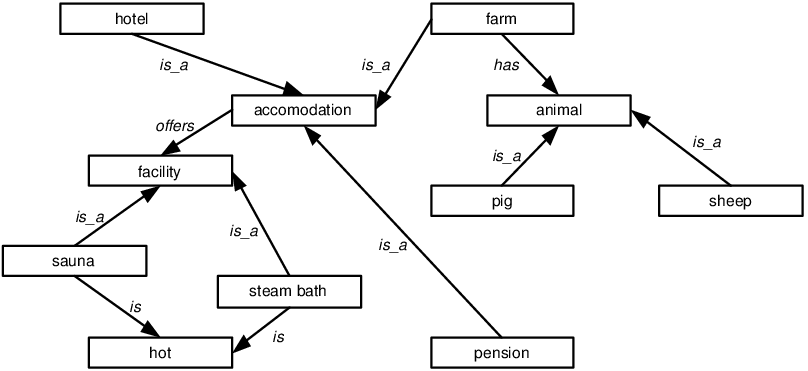 hotel
farm
is_a
is_a
has
accomodation
animal
offers
is_a
is_a
facility
pig
sheep
is_a
is_a
is_a
sauna
steam bath
is
is
hot
pension